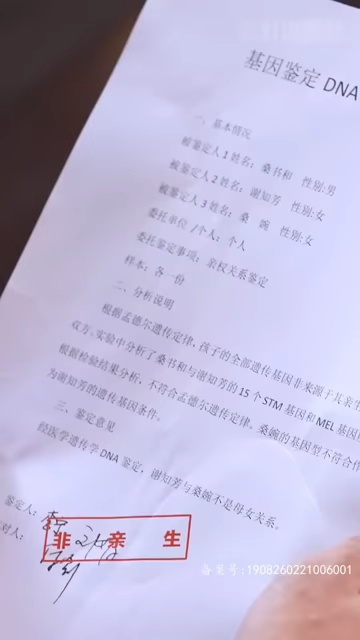 基因鉴定 DNA
一、基本情况
被鉴定人1姓名：桑书和 性别:男
被鉴定人2姓名：谢知芳 性别:女
被鉴定人3姓名：桑 婉 性别:女
委托单位 /个人：个人
委托鉴定事项：亲权关系鉴定
样本：各一份
二、分析说明
根据孟德尔遗传定律，孩子的全部遗传基因非来源于其亲生
双方。实验中分析了桑书和与谢知芳的15个STM基因和MEL基因
根据检验结果分析，不符合孟德尔遗传定律。桑婉的基因型不符合作
为谢知芳的遗传基因条件。
三、鉴定意见
经医学遗传学DNA鉴定，谢知芳与桑婉不是母女关系。
鉴定人：
对人：
非 亲 生
备案号:1908260221006001